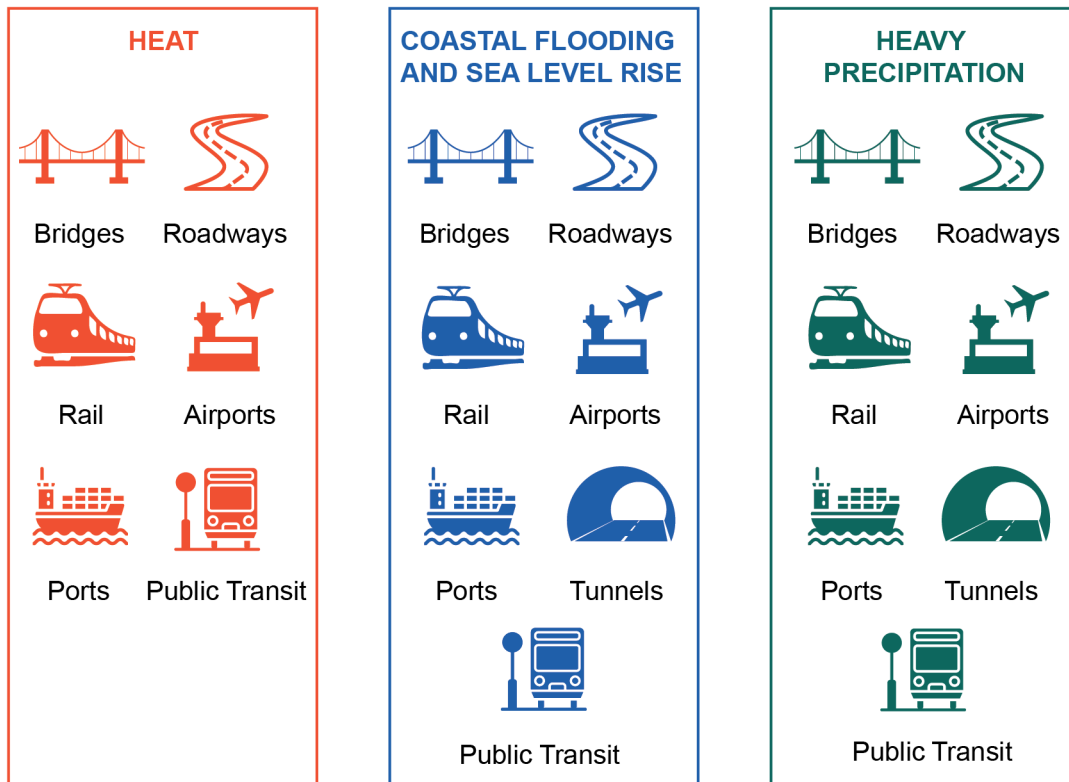 HEAT
Bridges
Roadways
Rail
Airports
Ports
Public Transit
COASTAL FLOODING
AND SEA LEVEL RISE
Bridges
Roadways
Rail
Airports
Ports
Tunnels
Public Transit
HEAVY
PRECIPITATION
Bridges
Roadways
Rail
Airports
Ports
Tunnels
Public Transit